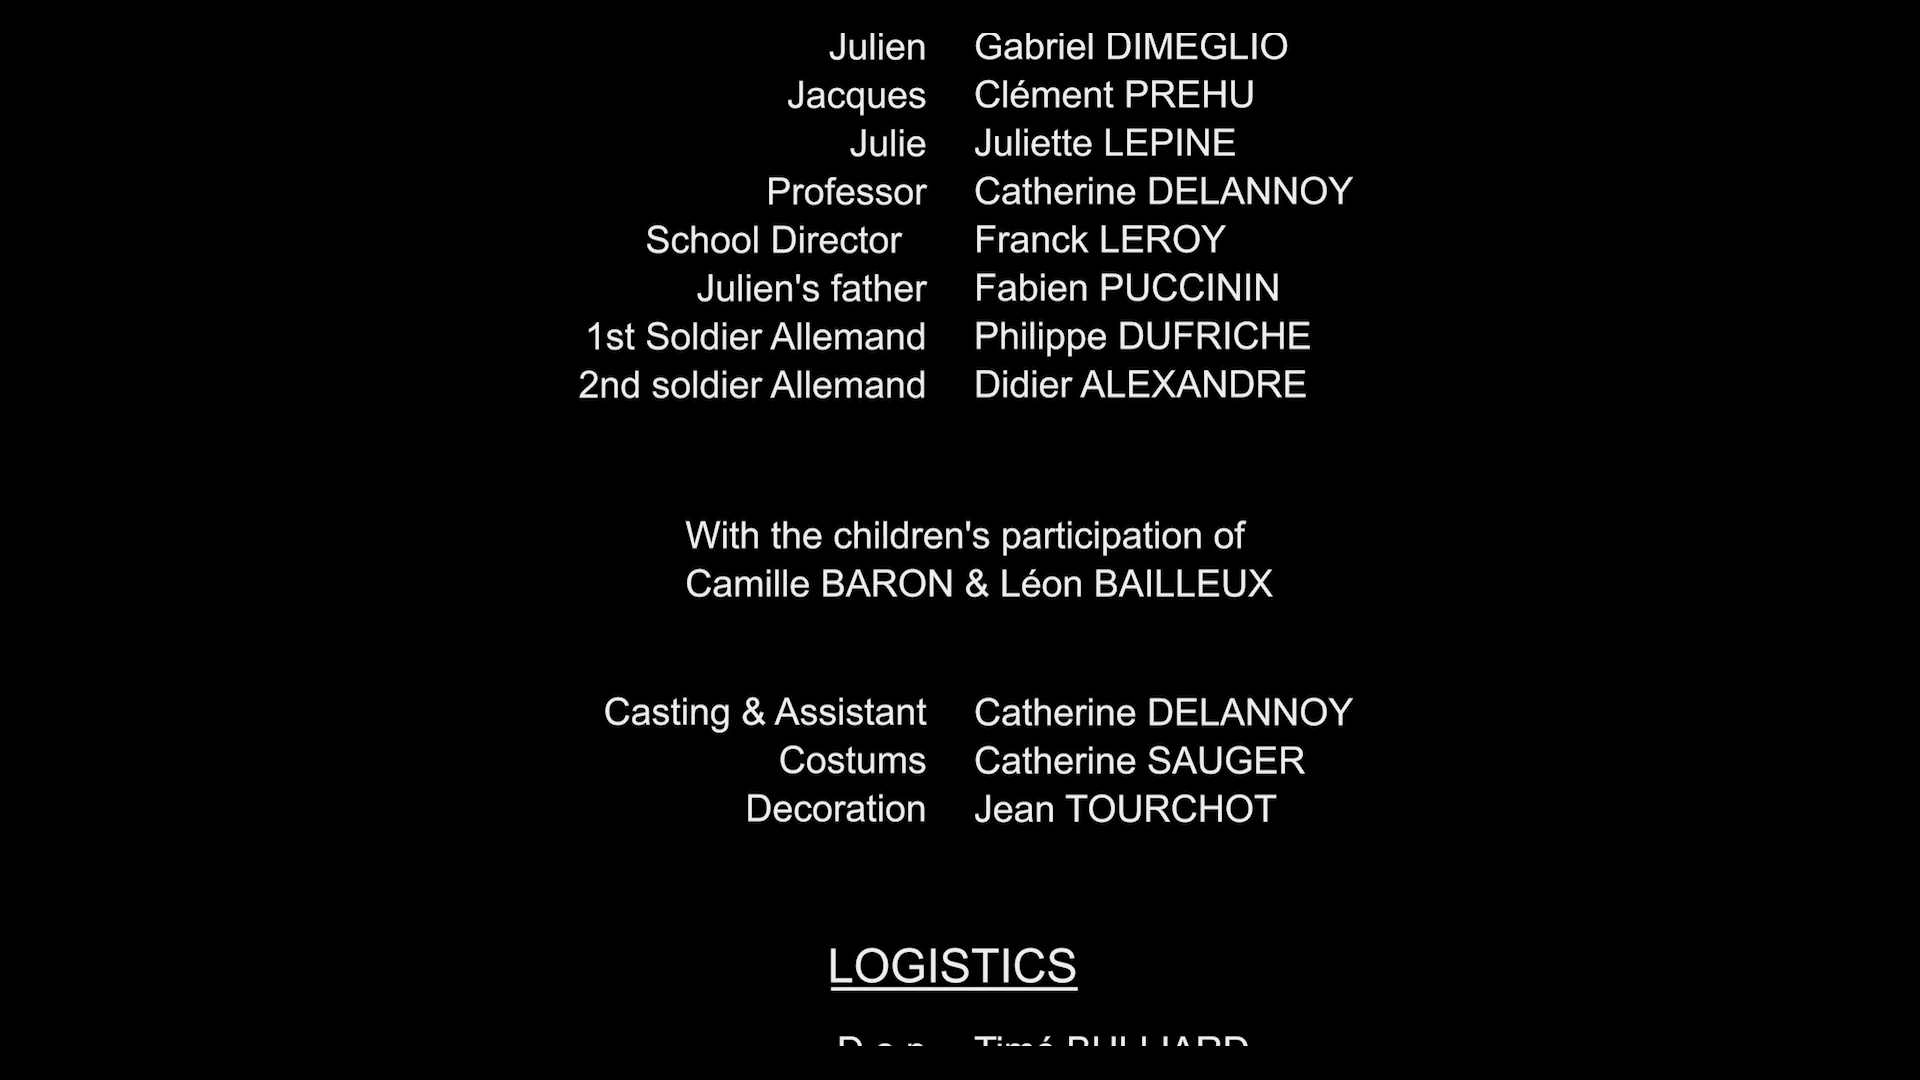 Julien Gabriel DIMEGLIO
Jacques Clément PREHU
Julie Juliette LEPINE
Professor Catherine DELANNOY
School Director Franck LEROY
Julien's father Fabien PUCCININ
1st Soldier Allemand Philippe DUFRICHE
2nd soldier Allemand Didier ALEXANDRE
With the children's participation of
Camille BARON & Léon BAILLEUX
Casting & Assistant Catherine DELANNOY
Costums Catherine SAUGER
Decoration Jean TOURCHOT
LOGISTICS